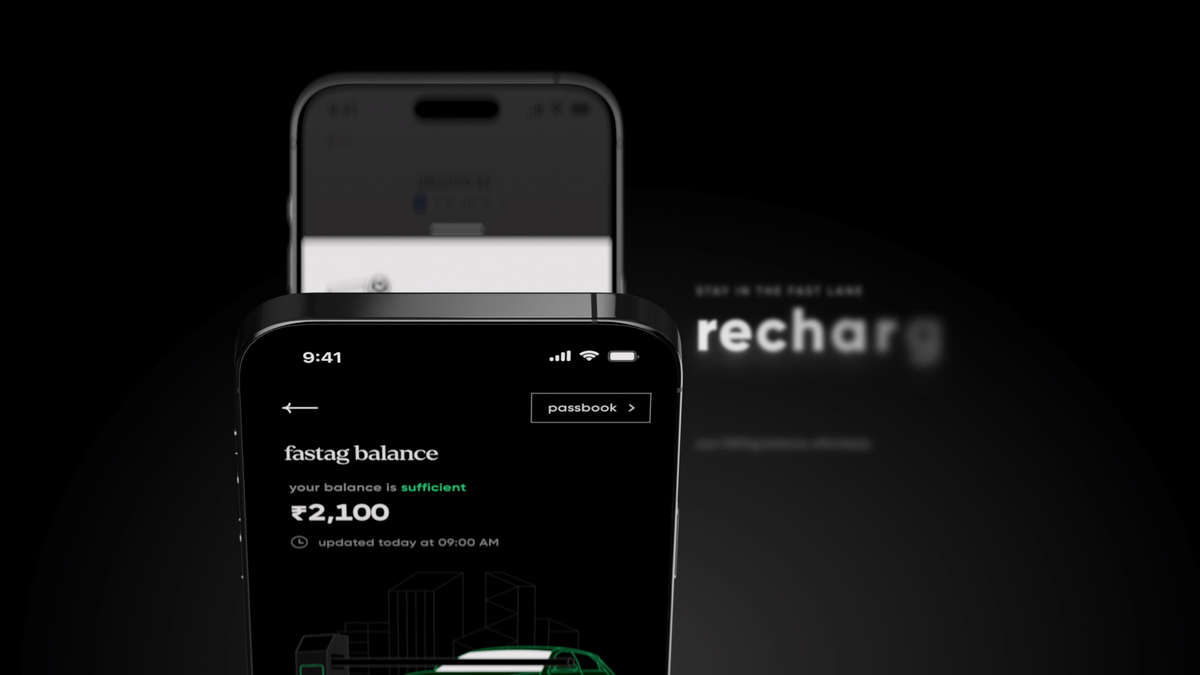 9:41
passbook >
fastag balance
your balance is sufficient
₹2,100
updated today at 09:00 AM
STAY IN THE FAST LANE
recharg